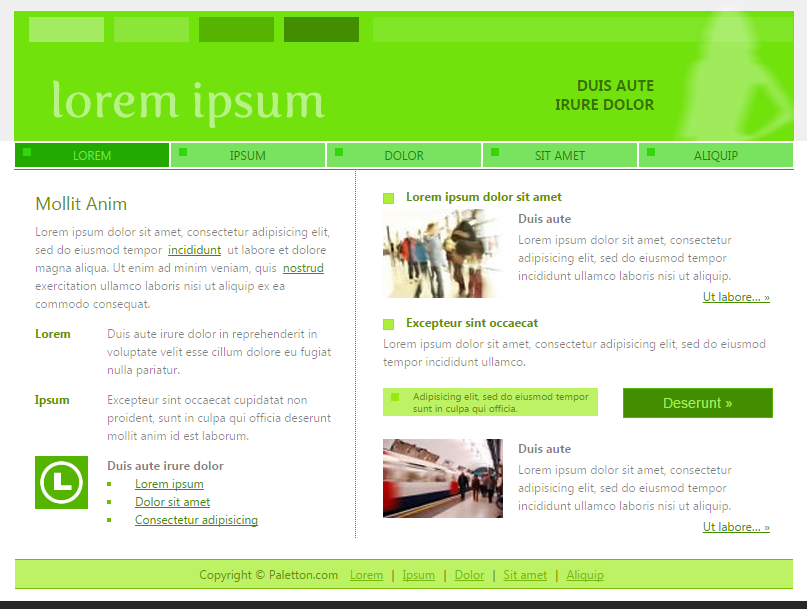 lorem ipsum
DUIS AUTE
IRURE DOLOR
LOREM
IPSUM
DOLOR
SIT AMET
ALIQUIP
Mollit Anim
Lorem ipsum dolor sit amet, consectetur adipisicing elit,
sed do eiusmod tempor incididunt ut labore et dolore
magna aliqua. Ut enim ad minim veniam, quis nostrud
exercitation ullamco laboris nisi ut aliquip ex ea
commodo consequat.
Lorem
Duis aute irure dolor in reprehenderit in
voluptate velit esse cillum dolore eu fugiat
nulla pariatur.
Ipsum
Excepteur sint occaecat cupidatat non
proident, sunt in culpa qui officia deserunt
mollit anim id est laborum.
Duis aute irure dolor
Lorem ipsum
Dolor sit amet
Consectetur adipisicing
Lorem ipsum dolor sit amet
Duis aute
Lorem ipsum dolor sit amet, consectetur
adipisicing elit, sed do eiusmod tempor
incididunt ullamco laboris nisi ut aliquip.
Ut labore... »
Excepteur sint occaecat
Lorem ipsum dolor sit amet, consectetur adipisicing elit, sed do eiusmod
tempor incididunt ullamco.
Adipisicing elit, sed do eiusmod tempor
sunt in culpa qui officia.
Deserunt »
Duis aute
Lorem ipsum dolor sit amet, consectetur
adipisicing elit, sed do eiusmod tempor
incididunt ullamco laboris nisi ut aliquip.
Ut labore... »
Copyright © Paletton.com Lorem | Ipsum | Dolor | Sit amet | Aliquip